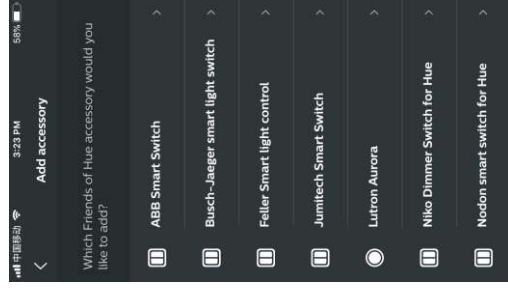 中国移动 3:23 PM 58%
Add accessory
Which Friends of Hue accessory would you
like to add?
ABB Smart Switch
Busch-Jaeger smart light switch
Feller Smart light control
Jumitech Smart Switch
Lutron Aurora
Niko Dimmer Switch for Hue
Nodon smart switch for Hue